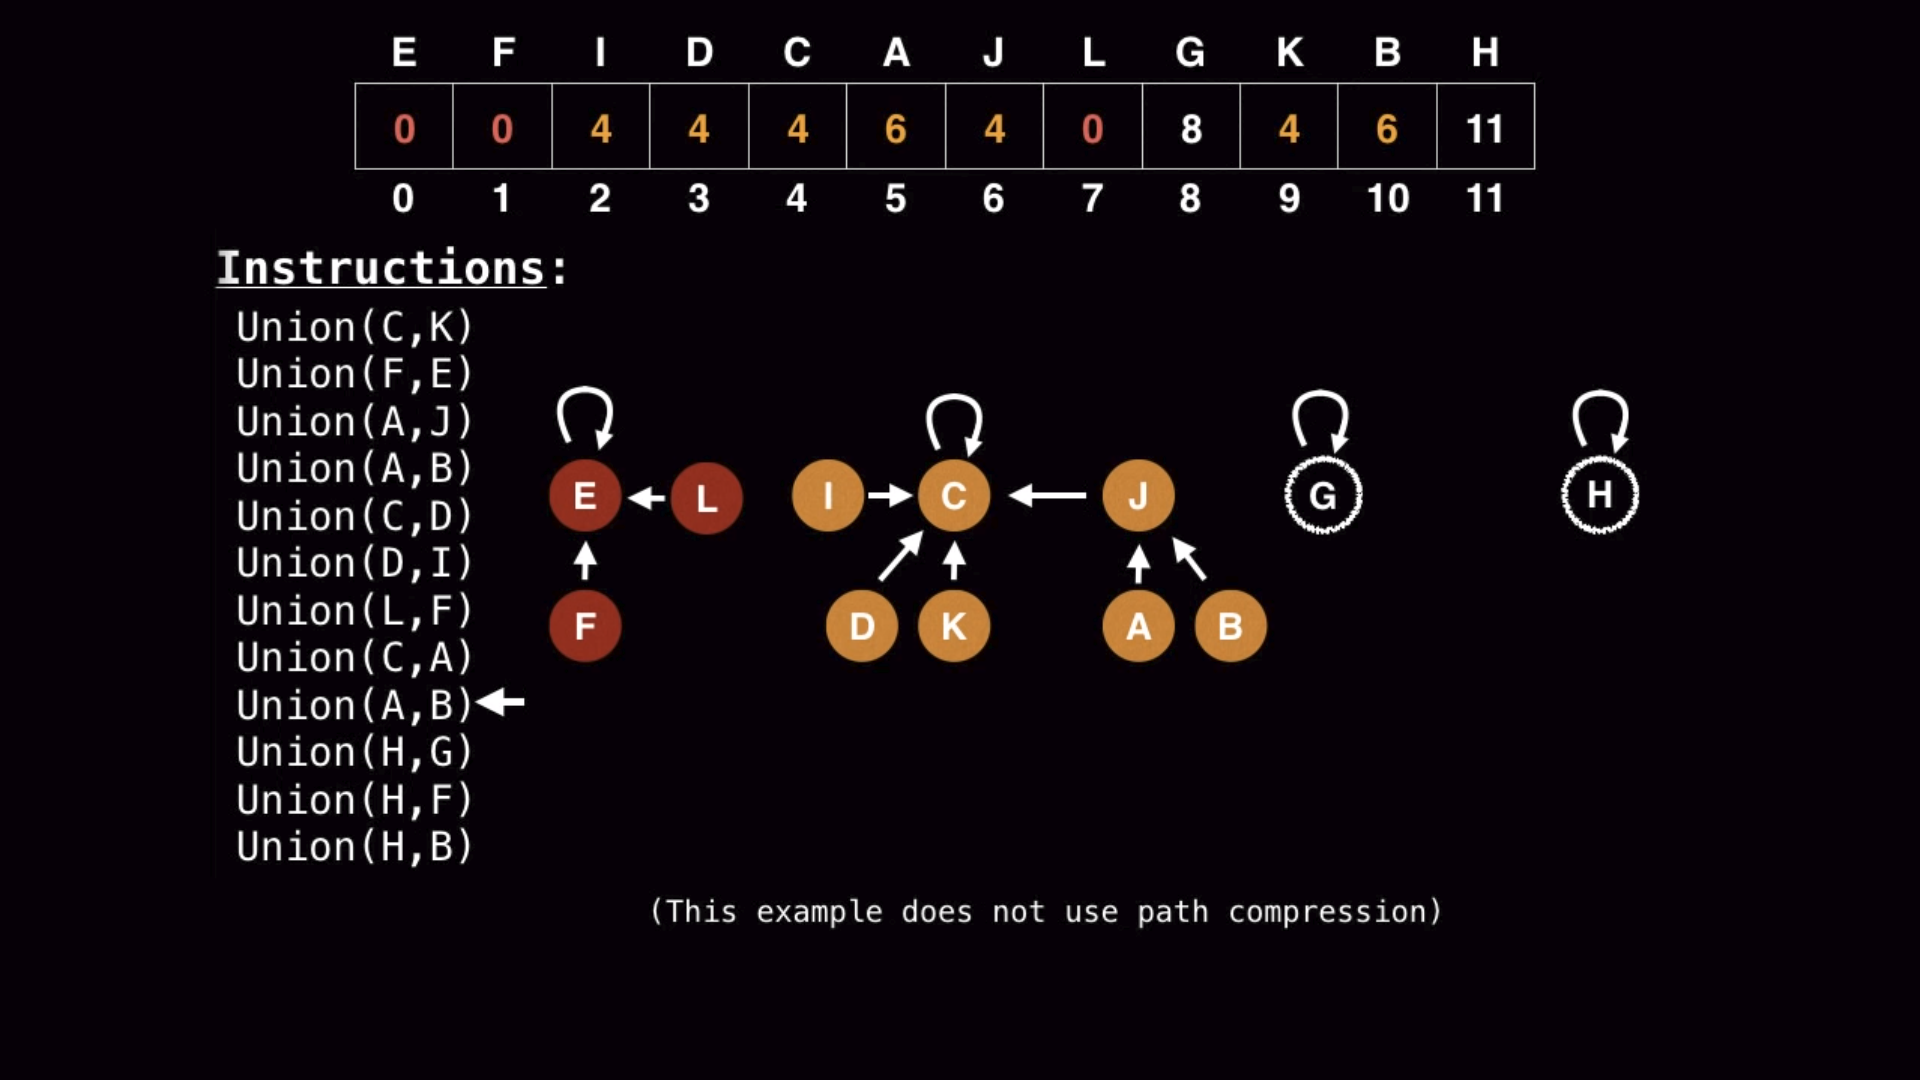 E F I D C A J L G K B H
0 0 4 4 4 6 4 0 8 4 6 11
0 1 2 3 4 5 6 7 8 9 10 11
Instructions:
Union(C,K)
Union(F,E)
Union(A,J)
Union(A,B)
Union(C,D)
Union(D,I)
Union(L,F)
Union(C,A)
Union(A,B)
Union(H,G)
Union(H,F)
Union(H,B)
E L I C J G H
F D K A B
(This example does not use path compression)